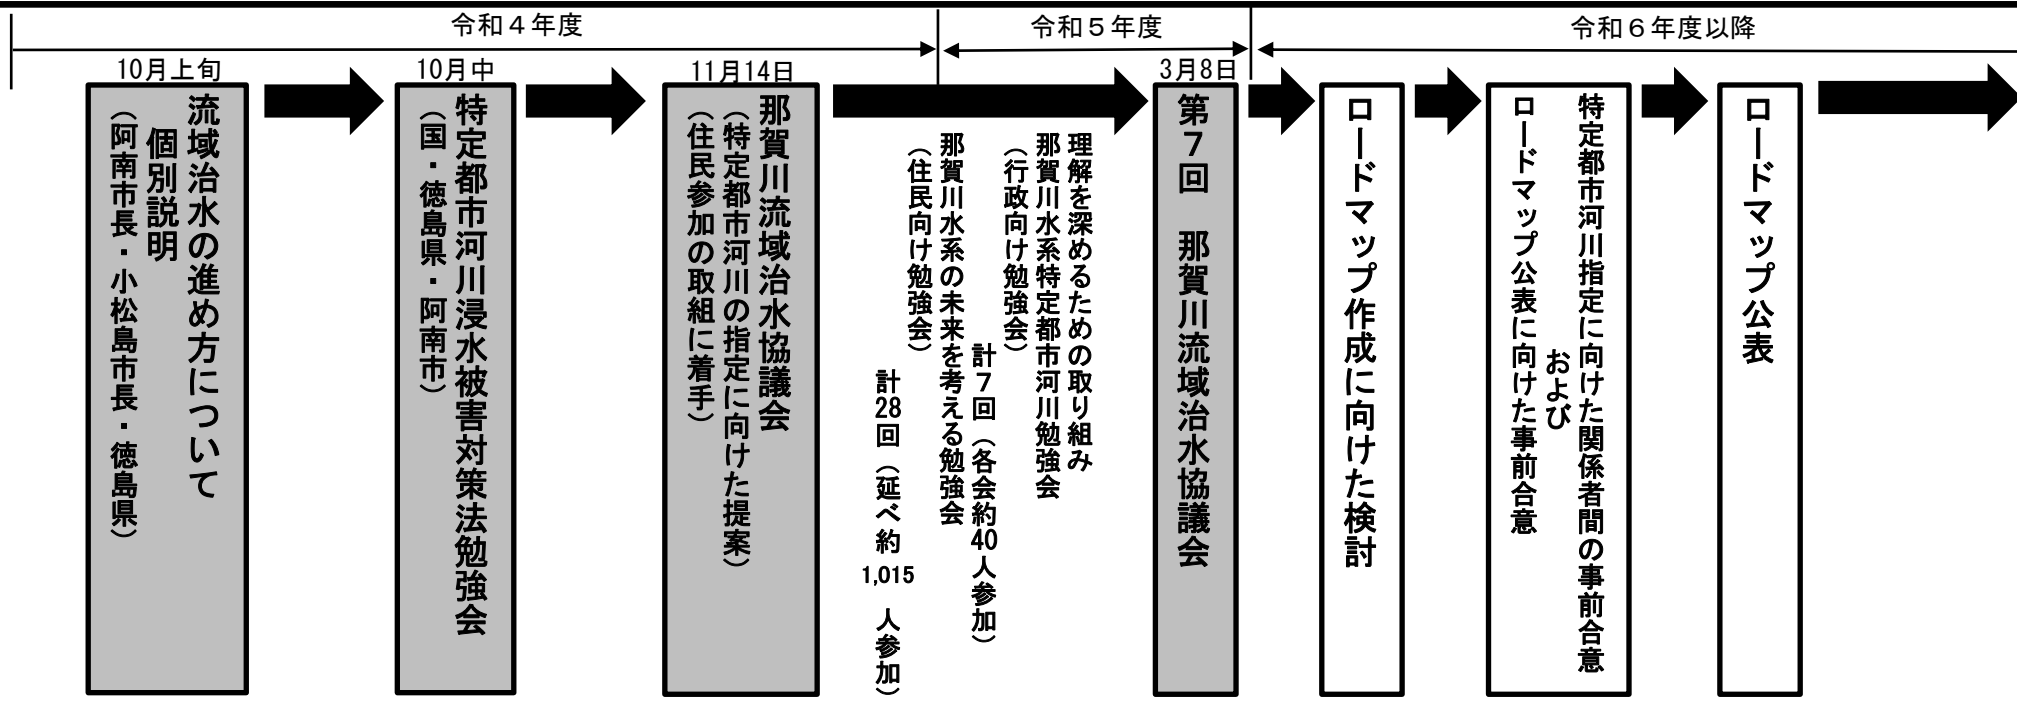 令和４年度
令和５年度
令和６年度以降
10月上旬
流域治水の進め方について
個別説明
（阿南市長・小松島市長・徳島県）
10月中
特定都市河川浸水被害対策法勉強会
（国・徳島県・阿南市）
11月14日
那賀川流域治水協議会
（特定都市河川の指定に向けた提案）
（住民参加の取組に着手）
理解を深めるための取り組み
那賀川水系特定都市河川勉強会
（行政向け勉強会）
計７回（各会約40人参加）
那賀川水系の未来を考える勉強会
（住民向け勉強会）
計28回（延べ約1,015人参加）
3月8日
第７回　那賀川流域治水協議会
ロードマップ作成に向けた検討
特定都市河川指定に向けた関係者間の事前合意
および
ロードマップ公表に向けた事前合意
ロードマップ公表